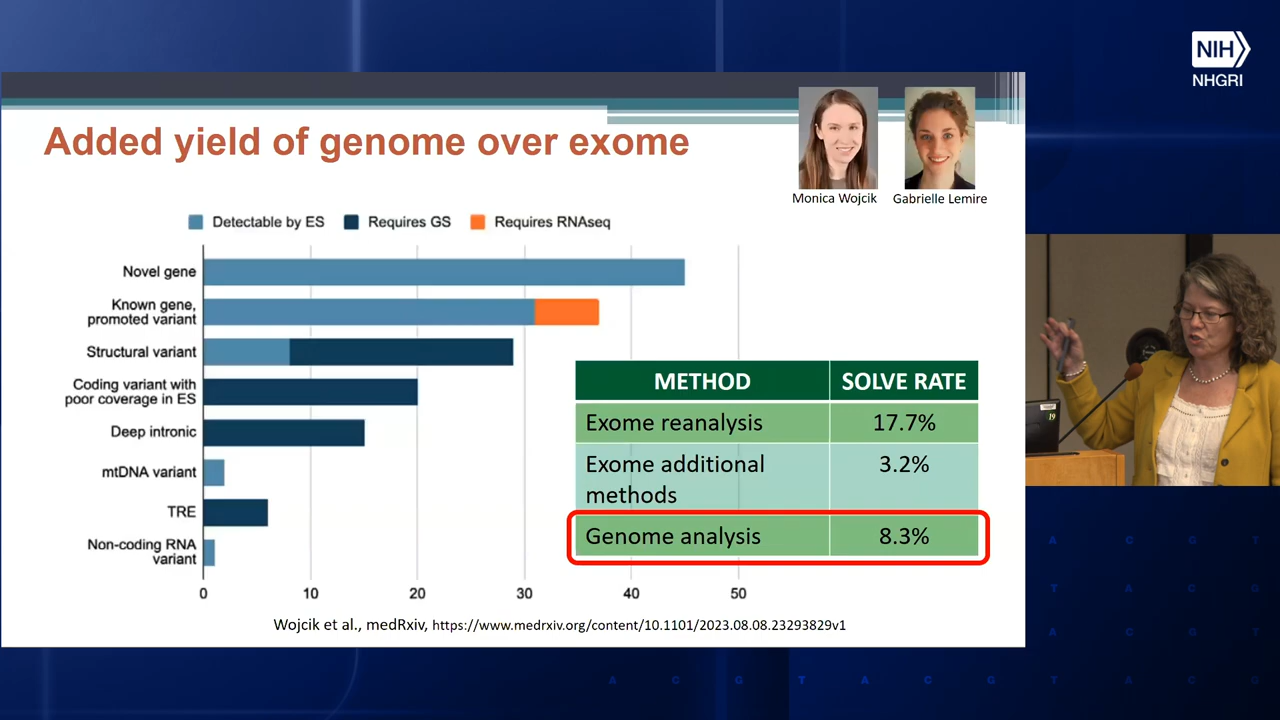 NIH
NHGRI
Added yield of genome over exome
Monica Wojcik
Gabrielle Lemire
Detectable by ES
Requires GS
Requires RNAseq
Novel gene
Known gene,
promoted variant
Structural variant
Coding variant with
poor coverage in ES
Deep intronic
mtDNA variant
TRE
Non-coding RNA
variant
0 10 20 30 40 50
METHOD SOLVE RATE
Exome reanalysis 17.7%
Exome additional 3.2%
methods
Genome analysis 8.3%
Wojcik et al., medRxiv, https://www.medrxiv.org/content/10.1101/2023.08.08.23293829v1
19
A C G T
A C G T A C G T A C G T